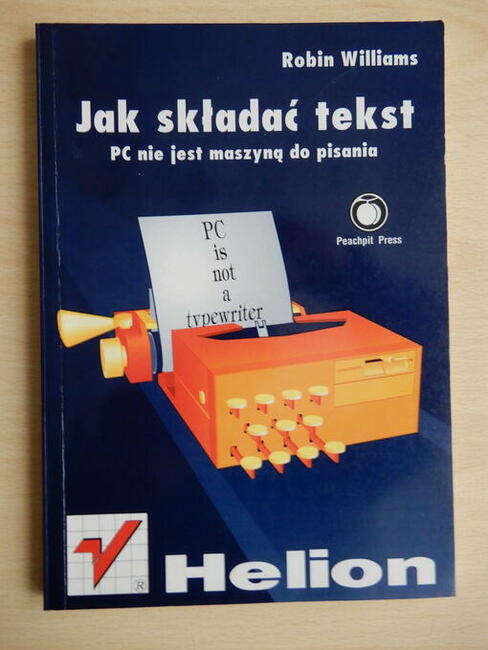 Robin Williams
Jak składać tekst
PC nie jest maszyną do pisania
Peachpit Press
PC
is
not
a
typewriter
®
Helion